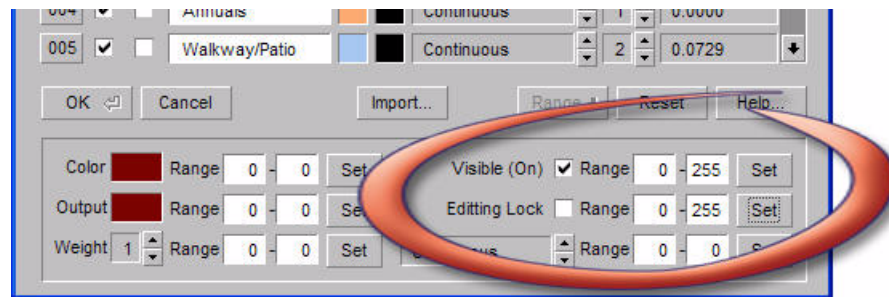 004 Annuals Continuous 1 0.0000
005 Walkway/Patio Continuous 2 0.0729
OK Cancel Import... Range Reset Help...
Color Range 0 - 0 Set Visible (On) Range 0 - 255 Set
Output Range 0 - 0 Set Editting Lock Range 0 - 255 Set
Weight 1 Range 0 - 0 Set Range 0 - 0 Set